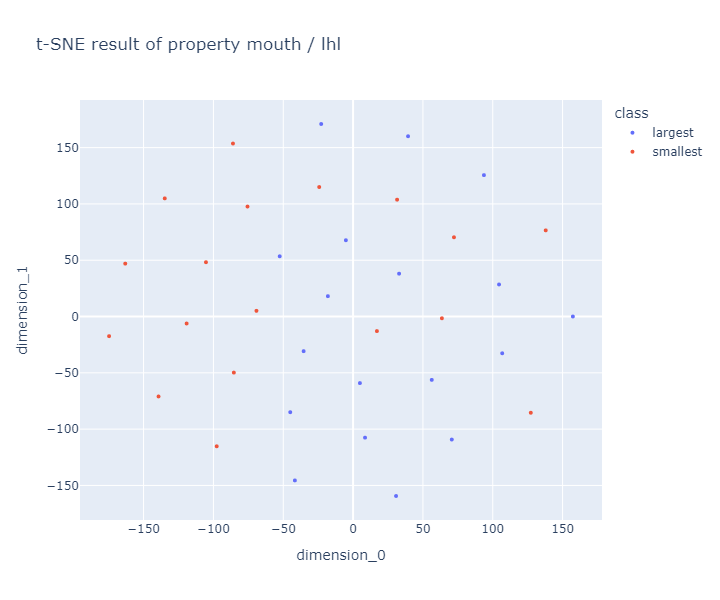 t-SNE result of property mouth / lhl
class
largest
smallest
150
100
50
0
−50
−100
−150
dimension_1
−150
−100
−50
0
50
100
150
dimension_0